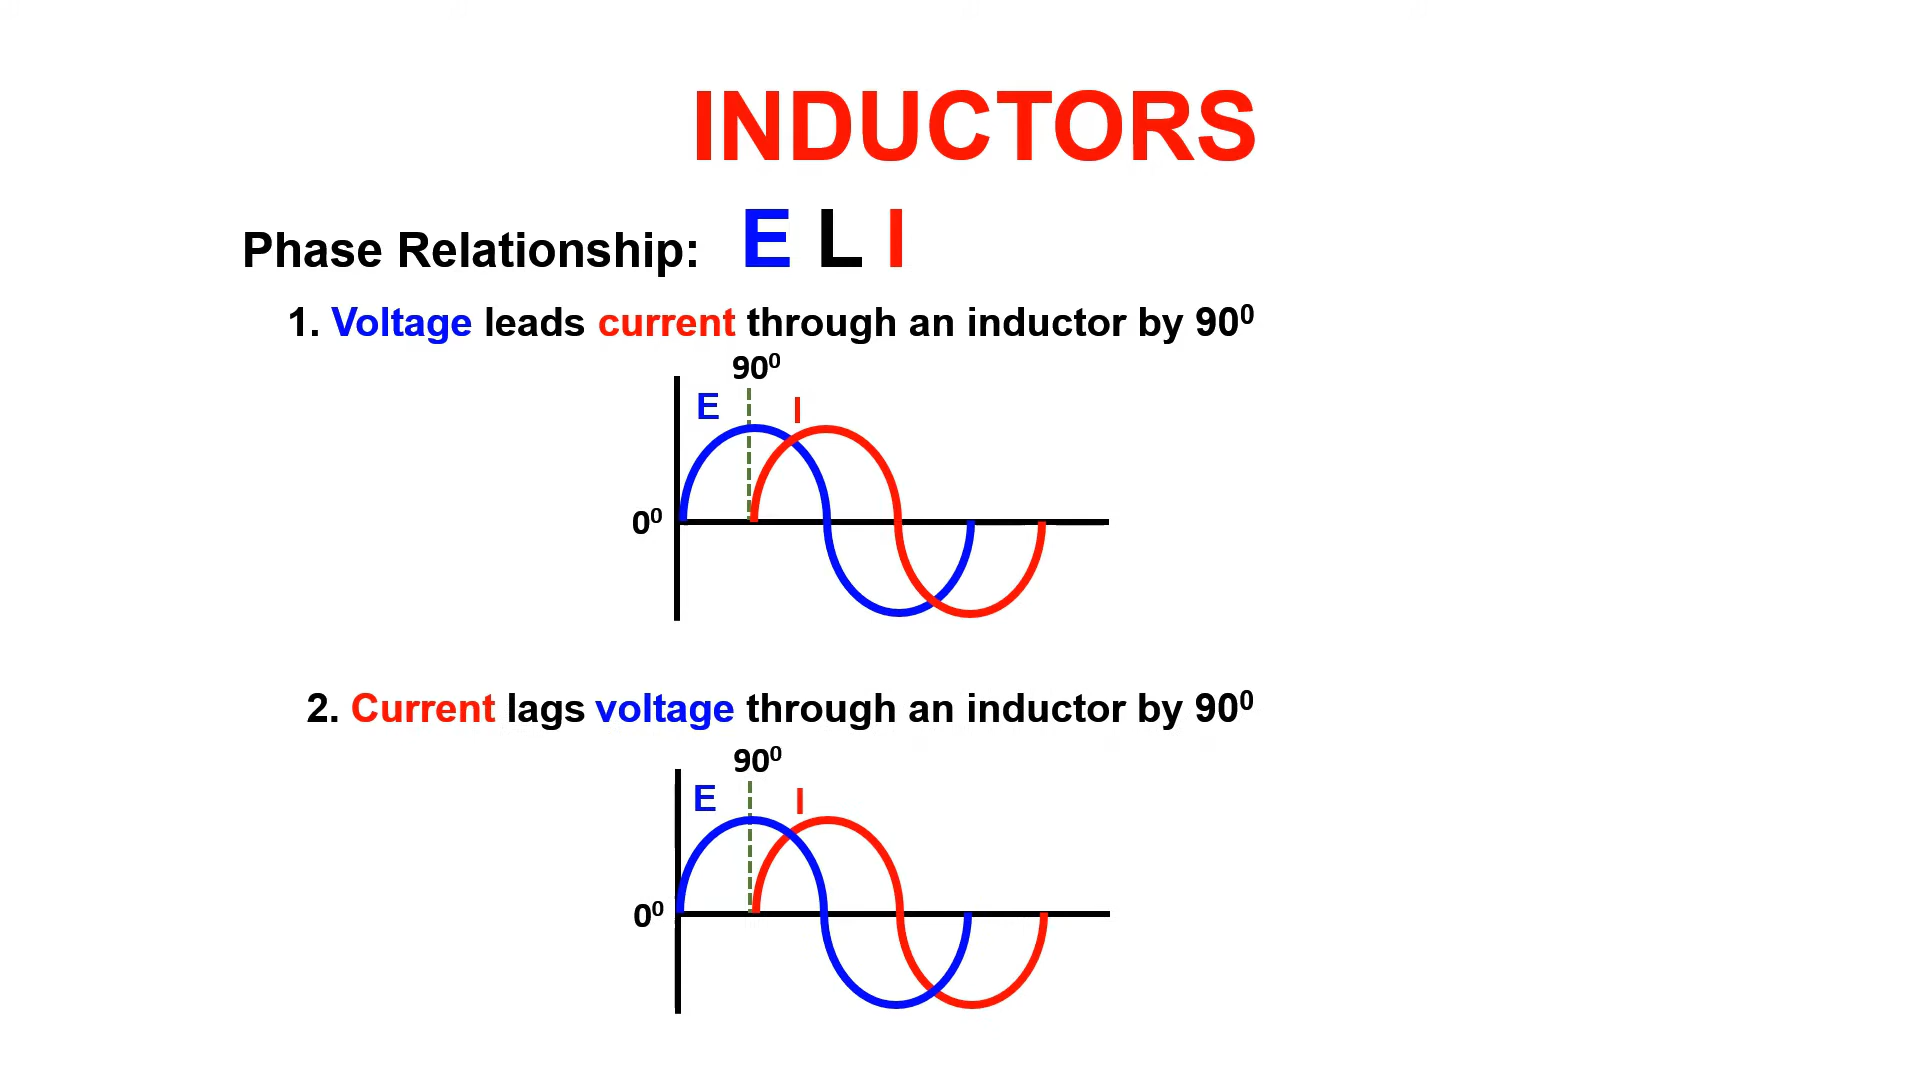 INDUCTORS
Phase Relationship: E L I
1. Voltage leads current through an inductor by 90⁰
90⁰
E I
0⁰
2. Current lags voltage through an inductor by 90⁰
90⁰
E I
0⁰